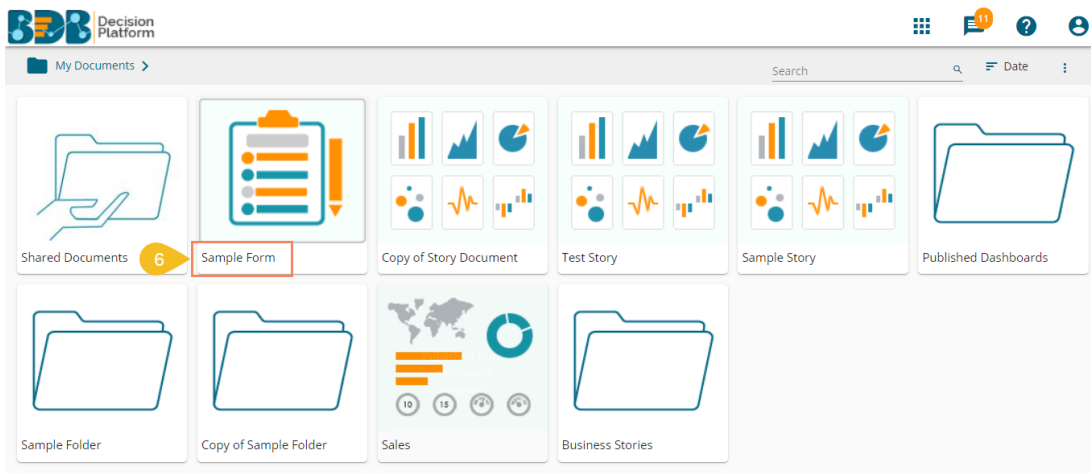 BDB Decision
Platform
11
My Documents
Search
Date
Shared Documents
6
Sample Form
Copy of Story Document
Test Story
Sample Story
Published Dashboards
10
15
Sample Folder
Copy of Sample Folder
Sales
Business Stories